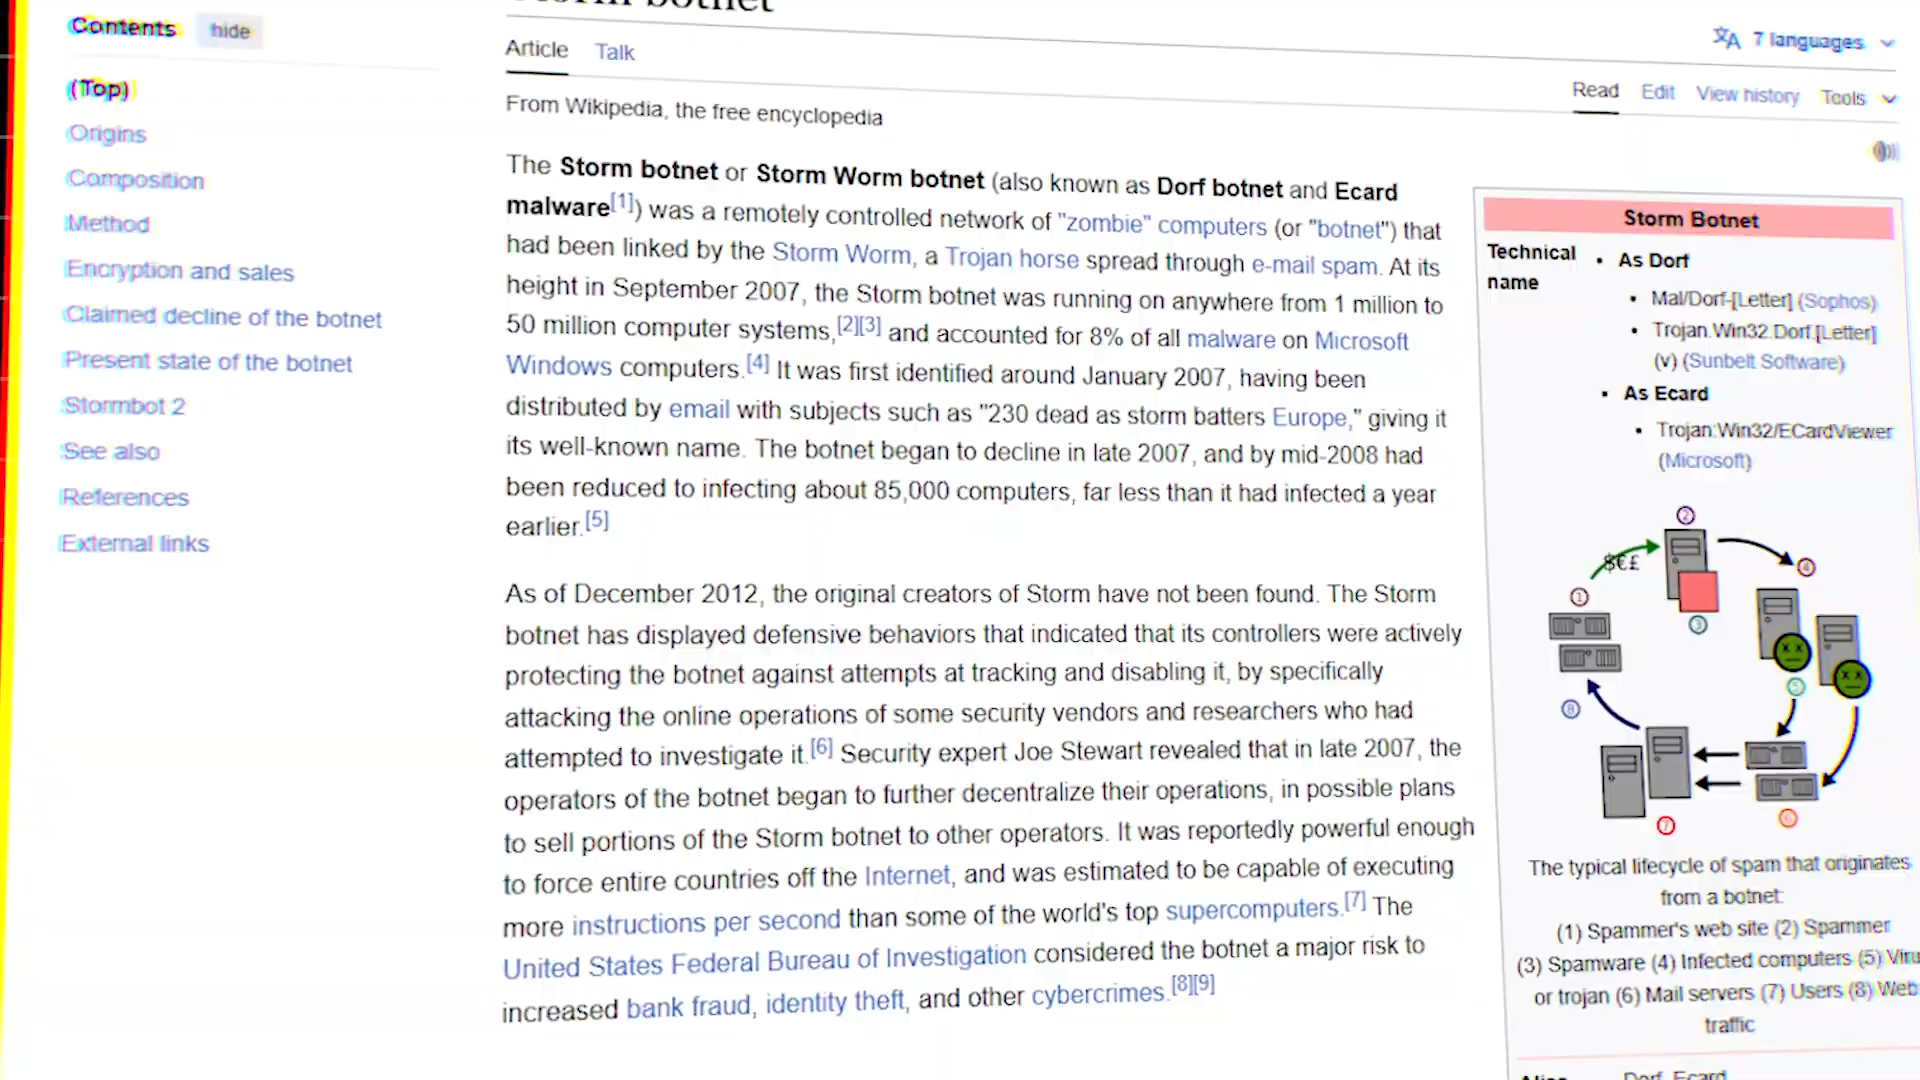 Storm botnet
Contents hide
(Top)
Origins
Composition
Method
Encryption and sales
Claimed decline of the botnet
Present state of the botnet
Stormbot 2
See also
References
External links
7 languages
Article Talk
Read Edit View history Tools
From Wikipedia, the free encyclopedia
The Storm botnet or Storm Worm botnet (also known as Dorf botnet and Ecard
malware[1]) was a remotely controlled network of "zombie" computers (or "botnet") that
had been linked by the Storm Worm, a Trojan horse spread through e-mail spam. At its
height in September 2007, the Storm botnet was running on anywhere from 1 million to
50 million computer systems,[2][3] and accounted for 8% of all malware on Microsoft
Windows computers.[4] It was first identified around January 2007, having been
distributed by email with subjects such as "230 dead as storm batters Europe," giving it
its well-known name. The botnet began to decline in late 2007, and by mid-2008 had
been reduced to infecting about 85,000 computers, far less than it had infected a year
earlier.[5]
As of December 2012, the original creators of Storm have not been found. The Storm
botnet has displayed defensive behaviors that indicated that its controllers were actively
protecting the botnet against attempts at tracking and disabling it, by specifically
attacking the online operations of some security vendors and researchers who had
attempted to investigate it.[6] Security expert Joe Stewart revealed that in late 2007, the
operators of the botnet began to further decentralize their operations, in possible plans
to sell portions of the Storm botnet to other operators. It was reportedly powerful enough
to force entire countries off the Internet, and was estimated to be capable of executing
more instructions per second than some of the world's top supercomputers.[7] The
United States Federal Bureau of Investigation considered the botnet a major risk to
increased bank fraud, identity theft, and other cybercrimes.[8][9]
Storm Botnet
Technical
name
• As Dorf
• Mal/Dorf-[Letter] (Sophos)
• Trojan.Win32.Dorf.[Letter]
(v) (Sunbelt Software)
• As Ecard
• Trojan:Win32/ECardViewer
(Microsoft)
2
$€£
4
1
3
5
8
7
6
The typical lifecycle of spam that originates
from a botnet:
(1) Spammer's web site (2) Spammer
(3) Spamware (4) Infected computers (5) Viru
or trojan (6) Mail servers (7) Users (8) Web
traffic
Alias Dorf, Ecard